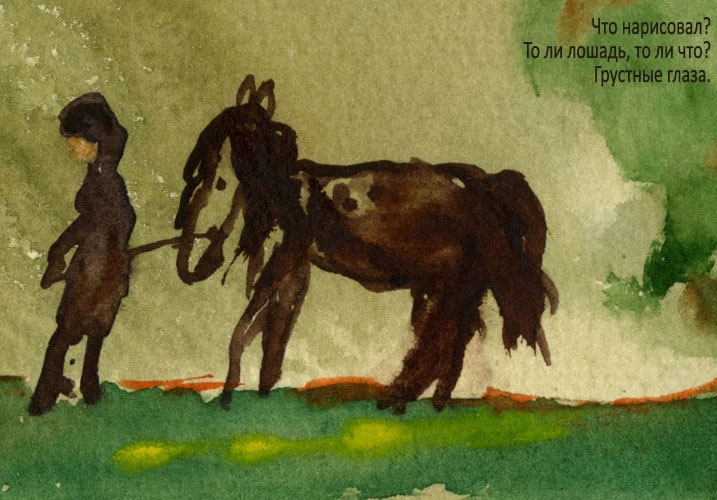 Что нарисовал?
То ли лошадь, то ли что?
Грустные глаза.